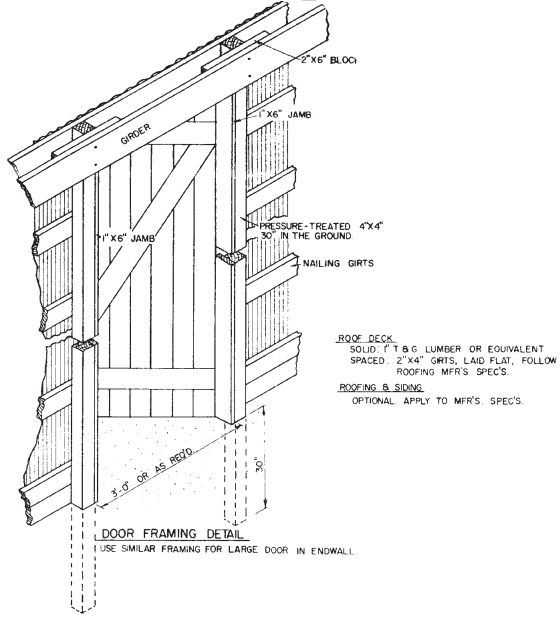 2"X6" BLOCK
1"X6" JAMB
GIRDER
PRESSURE-TREATED 4"X4"
30" IN THE GROUND.
1"X6" JAMB
NAILING GIRTS
ROOF DECK
SOLID: 1" T & G LUMBER OR EQUIVALENT
SPACED: 2"X4" GIRTS, LAID FLAT, FOLLOW
ROOFING MFR'S SPEC'S.
ROOFING & SIDING
OPTIONAL. APPLY TO MFR'S. SPEC'S.
30"
3'-0" OR AS REQ'D.
DOOR FRAMING DETAIL
USE SIMILAR FRAMING FOR LARGE DOOR IN ENDWALL.